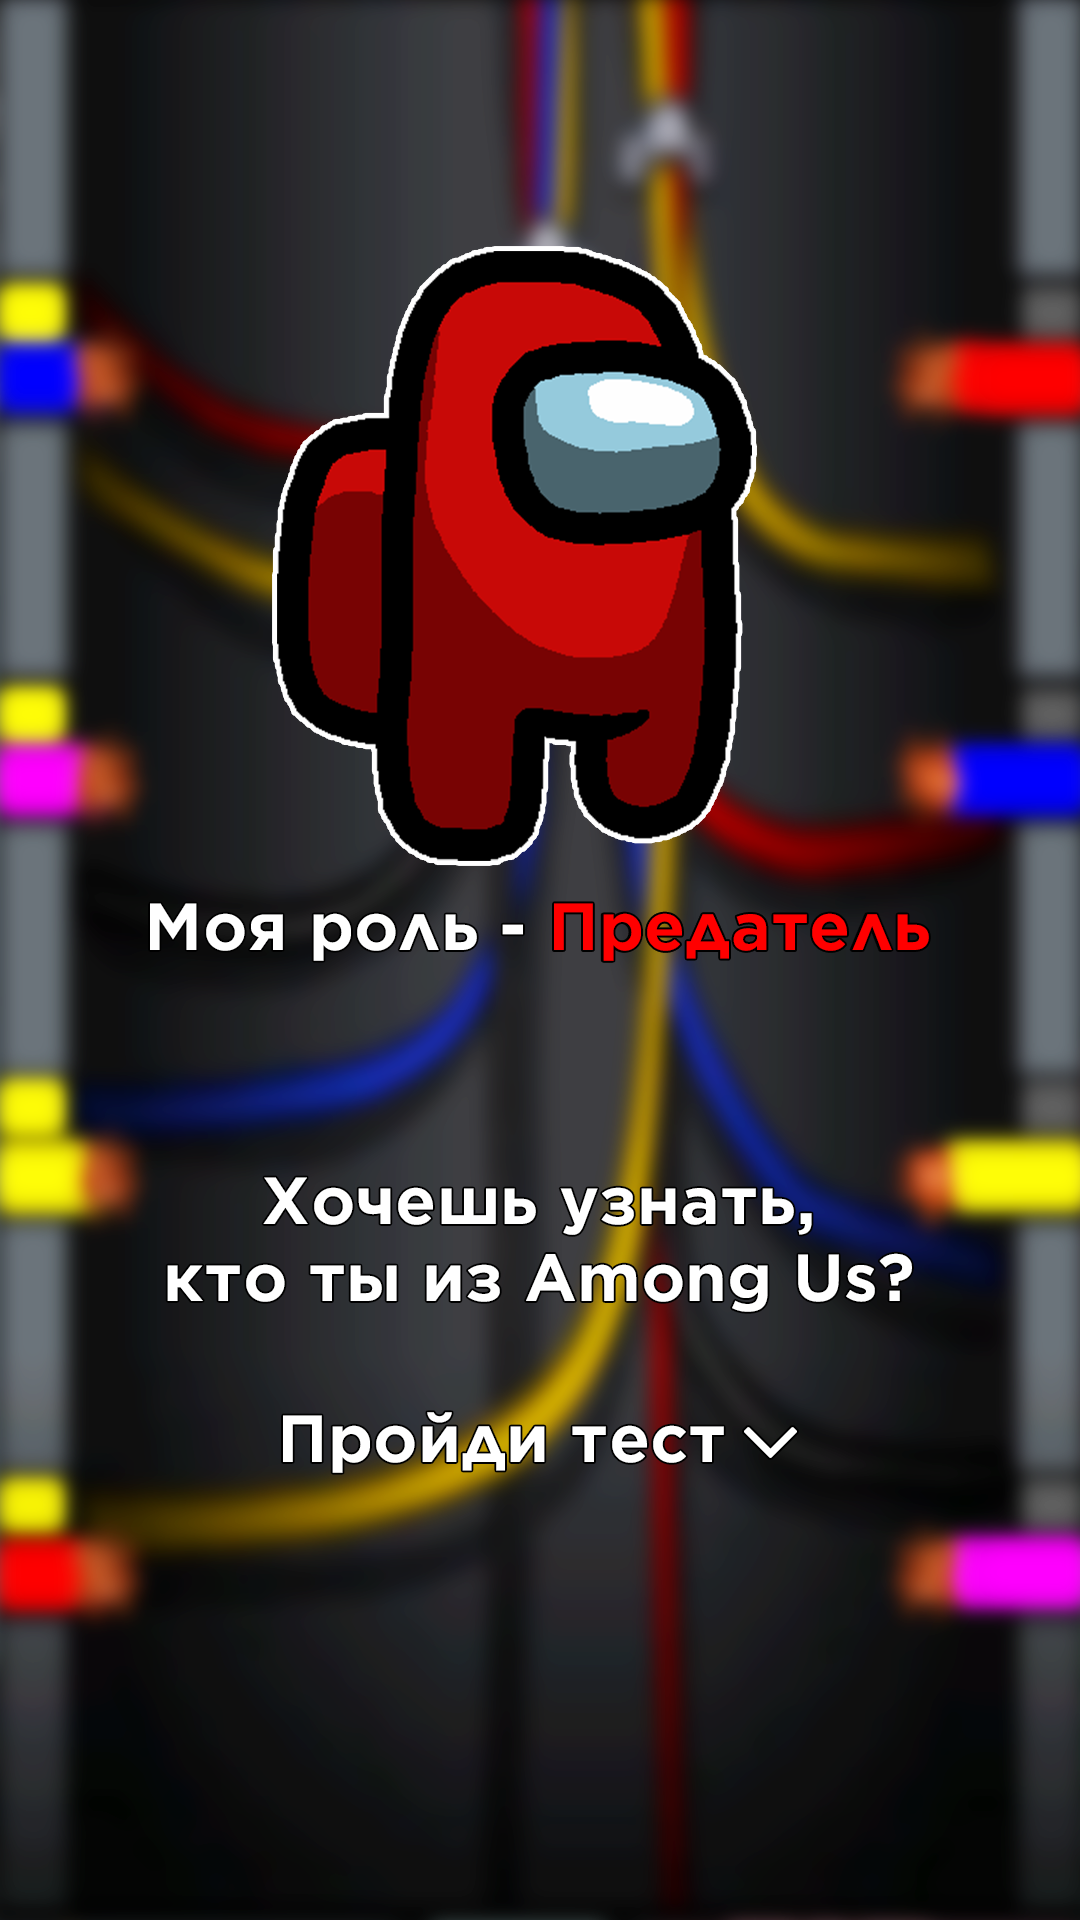 Моя роль - Предатель
Хочешь узнать,
кто ты из Among Us?
Пройди тест